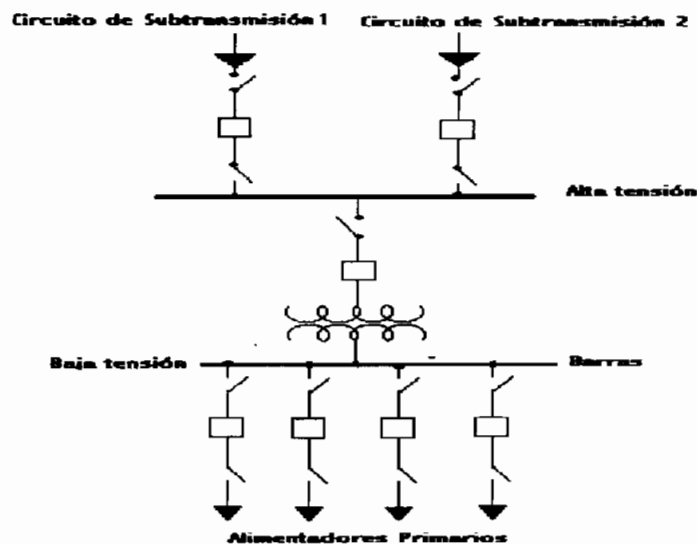 Circuito de Subtransmisión 1
Circuito de Subtransmisión 2
Alta tensión
Baja tensión
Barras
Alimentadores Primarios